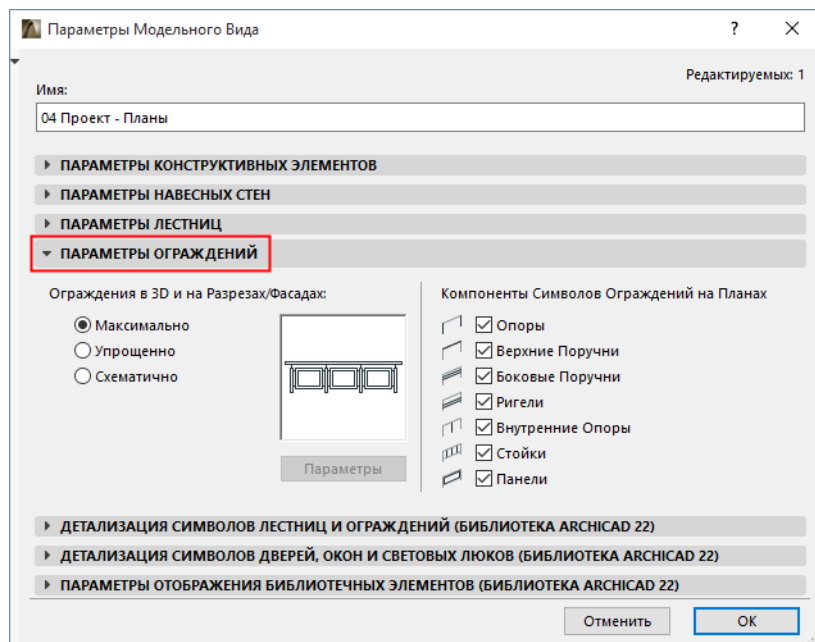 Параметры Модельного Вида
?
Редактируемых: 1
Имя:
04 Проект - Планы
ПАРАМЕТРЫ КОНСТРУКТИВНЫХ ЭЛЕМЕНТОВ
ПАРАМЕТРЫ НАВЕСНЫХ СТЕН
ПАРАМЕТРЫ ЛЕСТНИЦ
ПАРАМЕТРЫ ОГРАЖДЕНИЙ
Ограждения в 3D и на Разрезах/Фасадах:
Максимально
Упрощенно
Схематично
Параметры
Компоненты Символов Ограждений на Планах
Опоры
Верхние Поручни
Боковые Поручни
Ригели
Внутренние Опоры
Стойки
Панели
ДЕТАЛИЗАЦИЯ СИМВОЛОВ ЛЕСТНИЦ И ОГРАЖДЕНИЙ (БИБЛИОТЕКА ARCHICAD 22)
ДЕТАЛИЗАЦИЯ СИМВОЛОВ ДВЕРЕЙ, ОКОН И СВЕТОВЫХ ЛЮКОВ (БИБЛИОТЕКА ARCHICAD 22)
ПАРАМЕТРЫ ОТОБРАЖЕНИЯ БИБЛИОТЕЧНЫХ ЭЛЕМЕНТОВ (БИБЛИОТЕКА ARCHICAD 22)
Отменить
OK